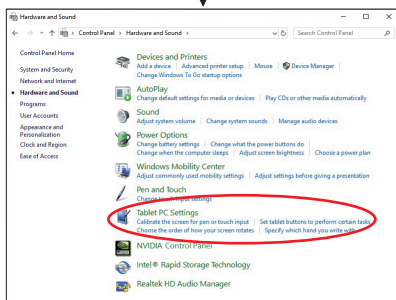 Hardware and Sound
Control Panel > Hardware and Sound >
Search Control Panel
Control Panel Home
System and Security
Network and Internet
Hardware and Sound
Programs
User Accounts
Appearance and
Personalization
Clock and Region
Ease of Access
Devices and Printers
Add a device | Advanced printer setup | Mouse | Device Manager |
Change Windows To Go startup options
AutoPlay
Change default settings for media or devices | Play CDs or other media automatically
Sound
Adjust system volume | Change system sounds | Manage audio devices
Power Options
Change battery settings | Change what the power buttons do |
Change when the computer sleeps | Adjust screen brightness | Choose a power plan
Windows Mobility Center
Adjust commonly used mobility settings | Adjust settings before giving a presentation
Pen and Touch
Change touch input settings
Tablet PC Settings
Calibrate the screen for pen or touch input | Set tablet buttons to perform certain tasks
Choose the order of how your screen rotates | Specify which hand you write with
NVIDIA Control Panel
Intel® Rapid Storage Technology
Realtek HD Audio Manager